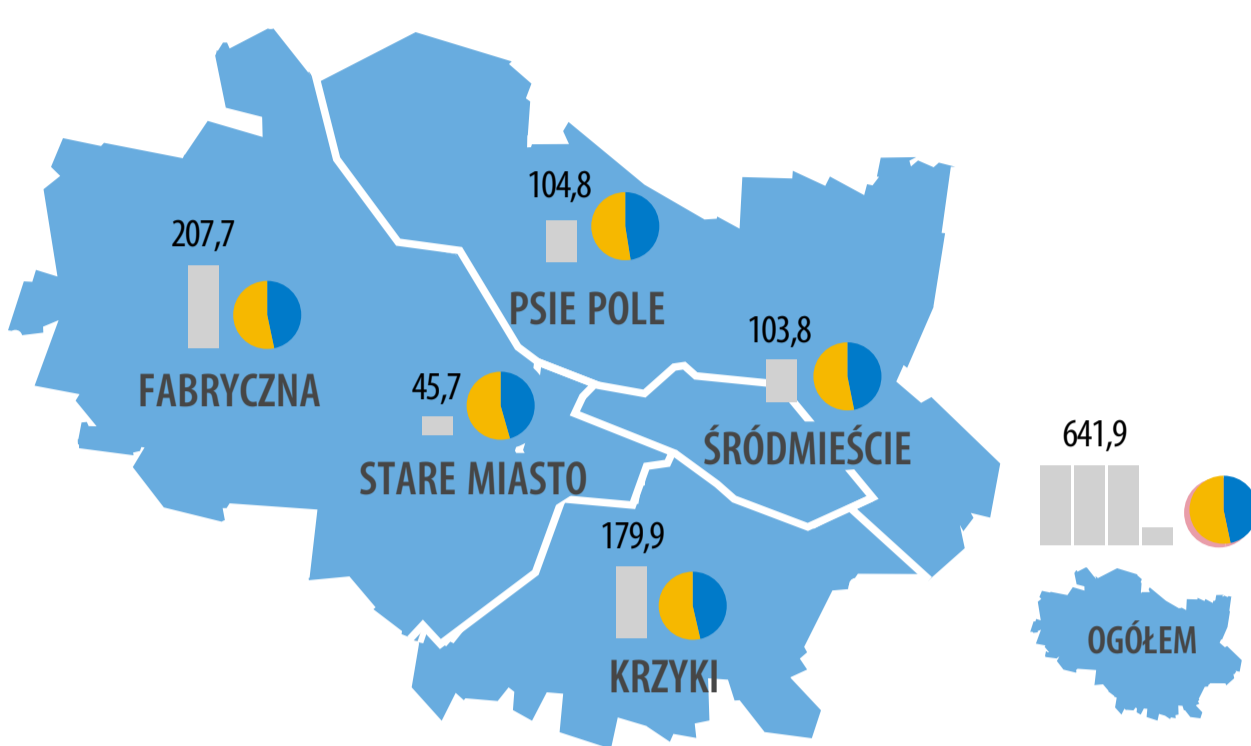 104,8
PSIE POLE
207,7
FABRYCZNA
103,8
ŚRÓDMIEŚCIE
45,7
STARE MIASTO
179,9
KRZYKI
641,9
OGÓŁEM